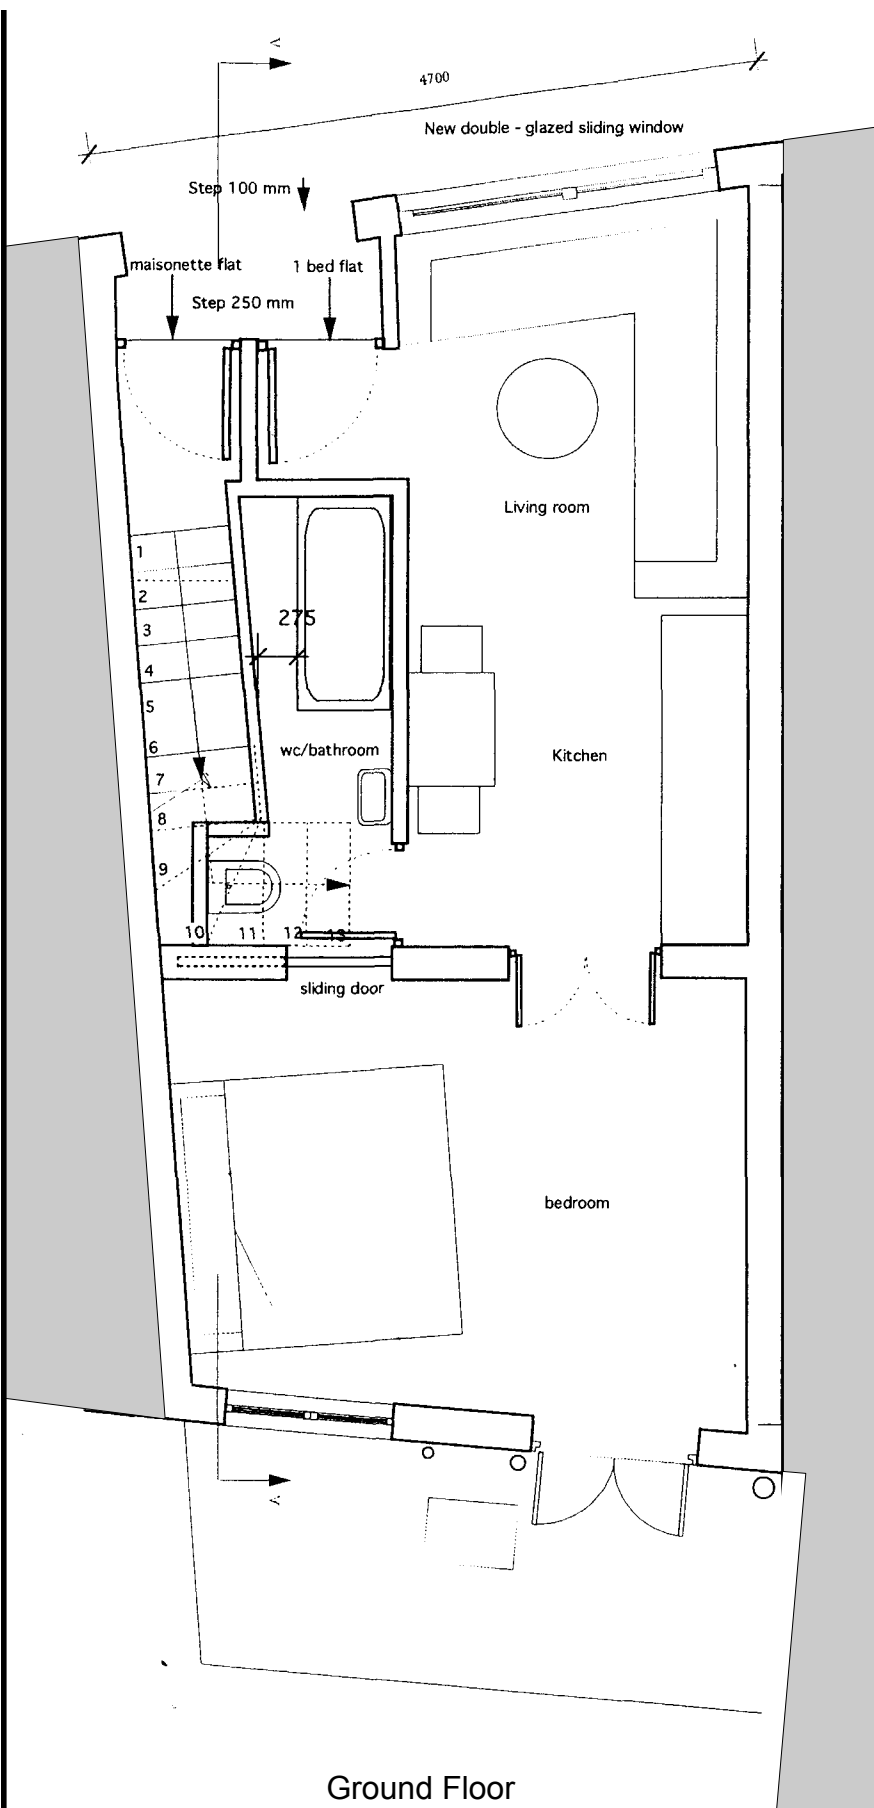 4700
New double - glazed sliding window
Step 100 mm
maisonette flat
1 bed flat
Step 250 mm
Living room
1
2
275
3
4
5
6
wc/bathroom
Kitchen
7
8
9
10
11
12
13
sliding door
bedroom
Ground Floor